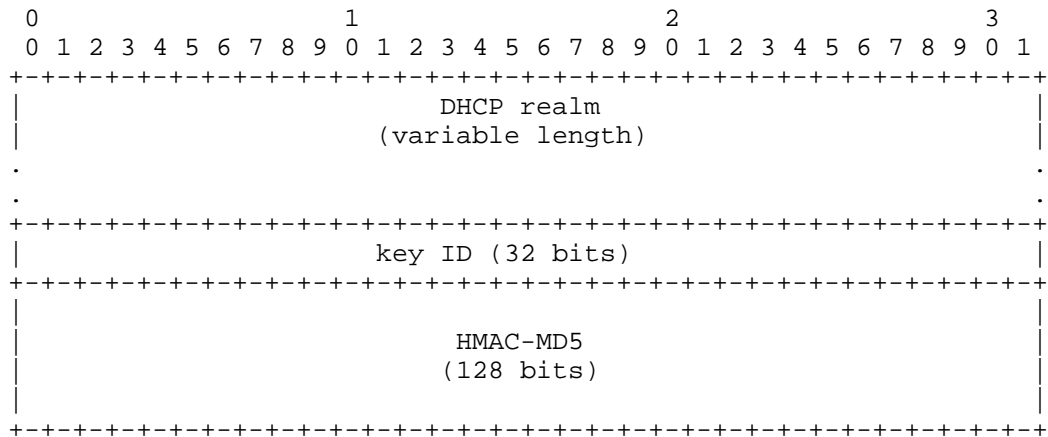 0                   1                   2                   3
 0 1 2 3 4 5 6 7 8 9 0 1 2 3 4 5 6 7 8 9 0 1 2 3 4 5 6 7 8 9 0 1
+-+-+-+-+-+-+-+-+-+-+-+-+-+-+-+-+-+-+-+-+-+-+-+-+-+-+-+-+-+-+-+-+
|                          DHCP realm                           |
|                      (variable length)                        |
.                                                               .
.                                                               .
+-+-+-+-+-+-+-+-+-+-+-+-+-+-+-+-+-+-+-+-+-+-+-+-+-+-+-+-+-+-+-+-+
|                      key ID (32 bits)                         |
+-+-+-+-+-+-+-+-+-+-+-+-+-+-+-+-+-+-+-+-+-+-+-+-+-+-+-+-+-+-+-+-+
|                                                               |
|                           HMAC-MD5                            |
|                          (128 bits)                           |
|                                                               |
+-+-+-+-+-+-+-+-+-+-+-+-+-+-+-+-+-+-+-+-+-+-+-+-+-+-+-+-+-+-+-+-+